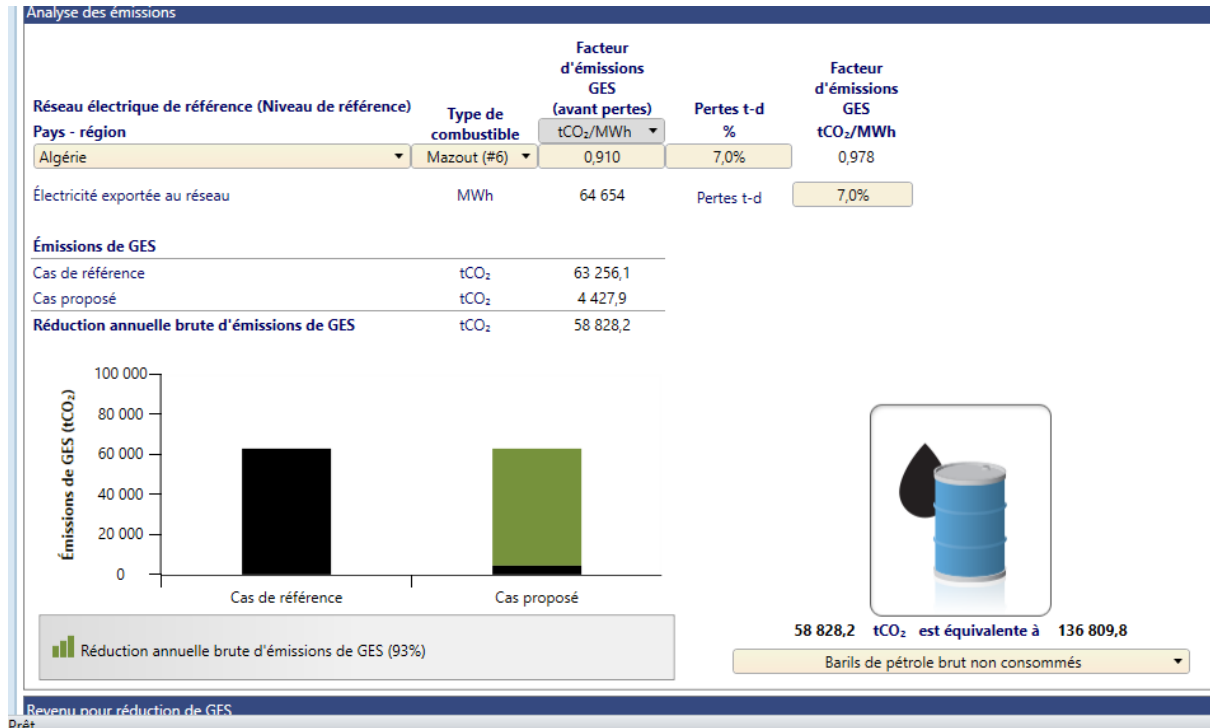 Analyse des émissions
Facteur
d'émissions
GES
(avant pertes)
Facteur
d'émissions
GES
Réseau électrique de référence (Niveau de référence)
Type de
combustible
Pertes t-d
Pays - région
tCO₂/MWh
%
tCO₂/MWh
Algérie
Mazout (#6)
0,910
7,0%
0,978
Électricité exportée au réseau
MWh
64 654
Pertes t-d
7,0%
Émissions de GES
Cas de référence
tCO₂
63 256,1
Cas proposé
tCO₂
4 427,9
Réduction annuelle brute d'émissions de GES
tCO₂
58 828,2
Émissions de GES (tCO₂)
100 000
80 000
60 000
40 000
20 000
0
Cas de référence
Cas proposé
Réduction annuelle brute d'émissions de GES (93%)
58 828,2 tCO₂ est équivalente à 136 809,8
Barils de pétrole brut non consommés
Revenu pour réduction de GES
Prêt